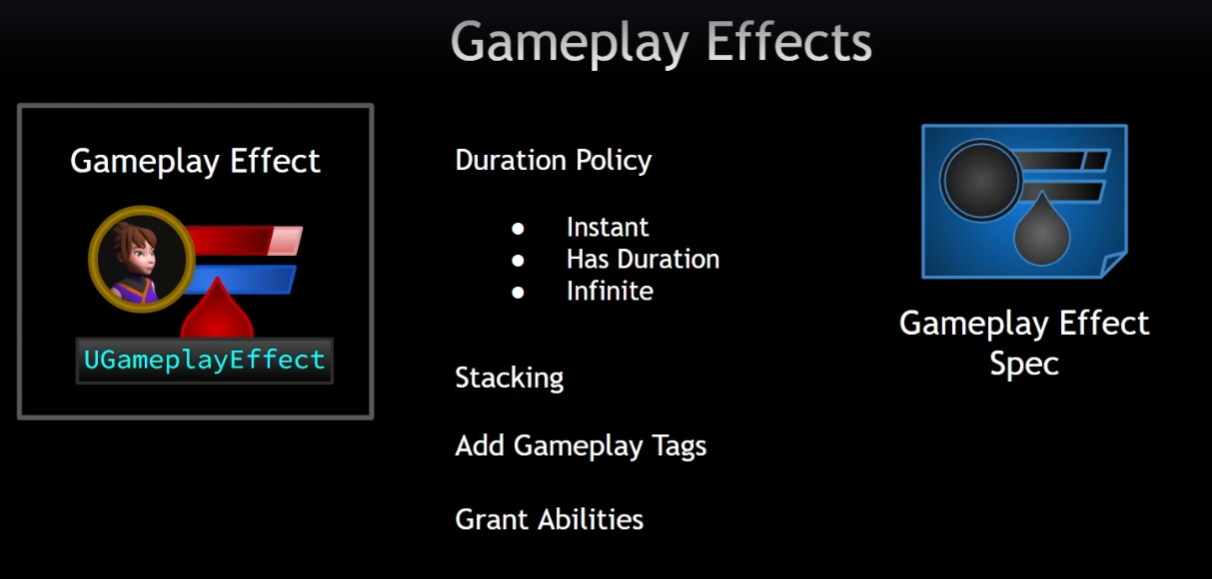 Gameplay Effects
Gameplay Effect
UGameplayEffect
Duration Policy
● Instant
● Has Duration
● Infinite
Stacking
Add Gameplay Tags
Grant Abilities
Gameplay Effect
Spec